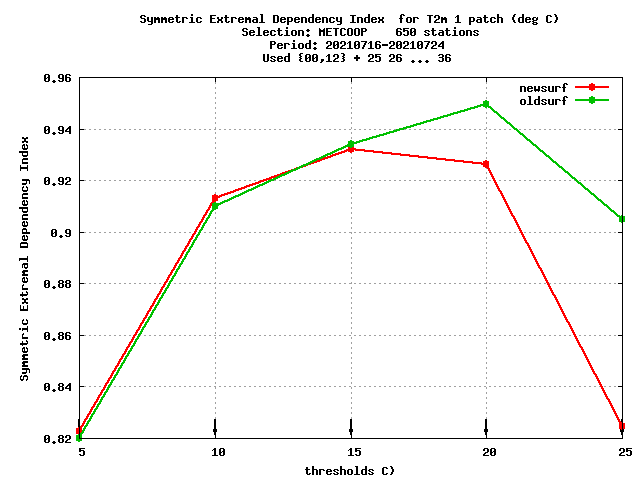 Symmetric Extremal Dependency Index  for T2m 1 patch (deg C)
Selection: METCOOP    650 stations
Period: 20210716-20210724
Used {00,12} + 25 26 ... 36
newsurf
oldsurf
Symmetric Extremal Dependency Index
0.96
0.94
0.92
0.9
0.88
0.86
0.84
0.82
5 10 15 20 25
thresholds C)